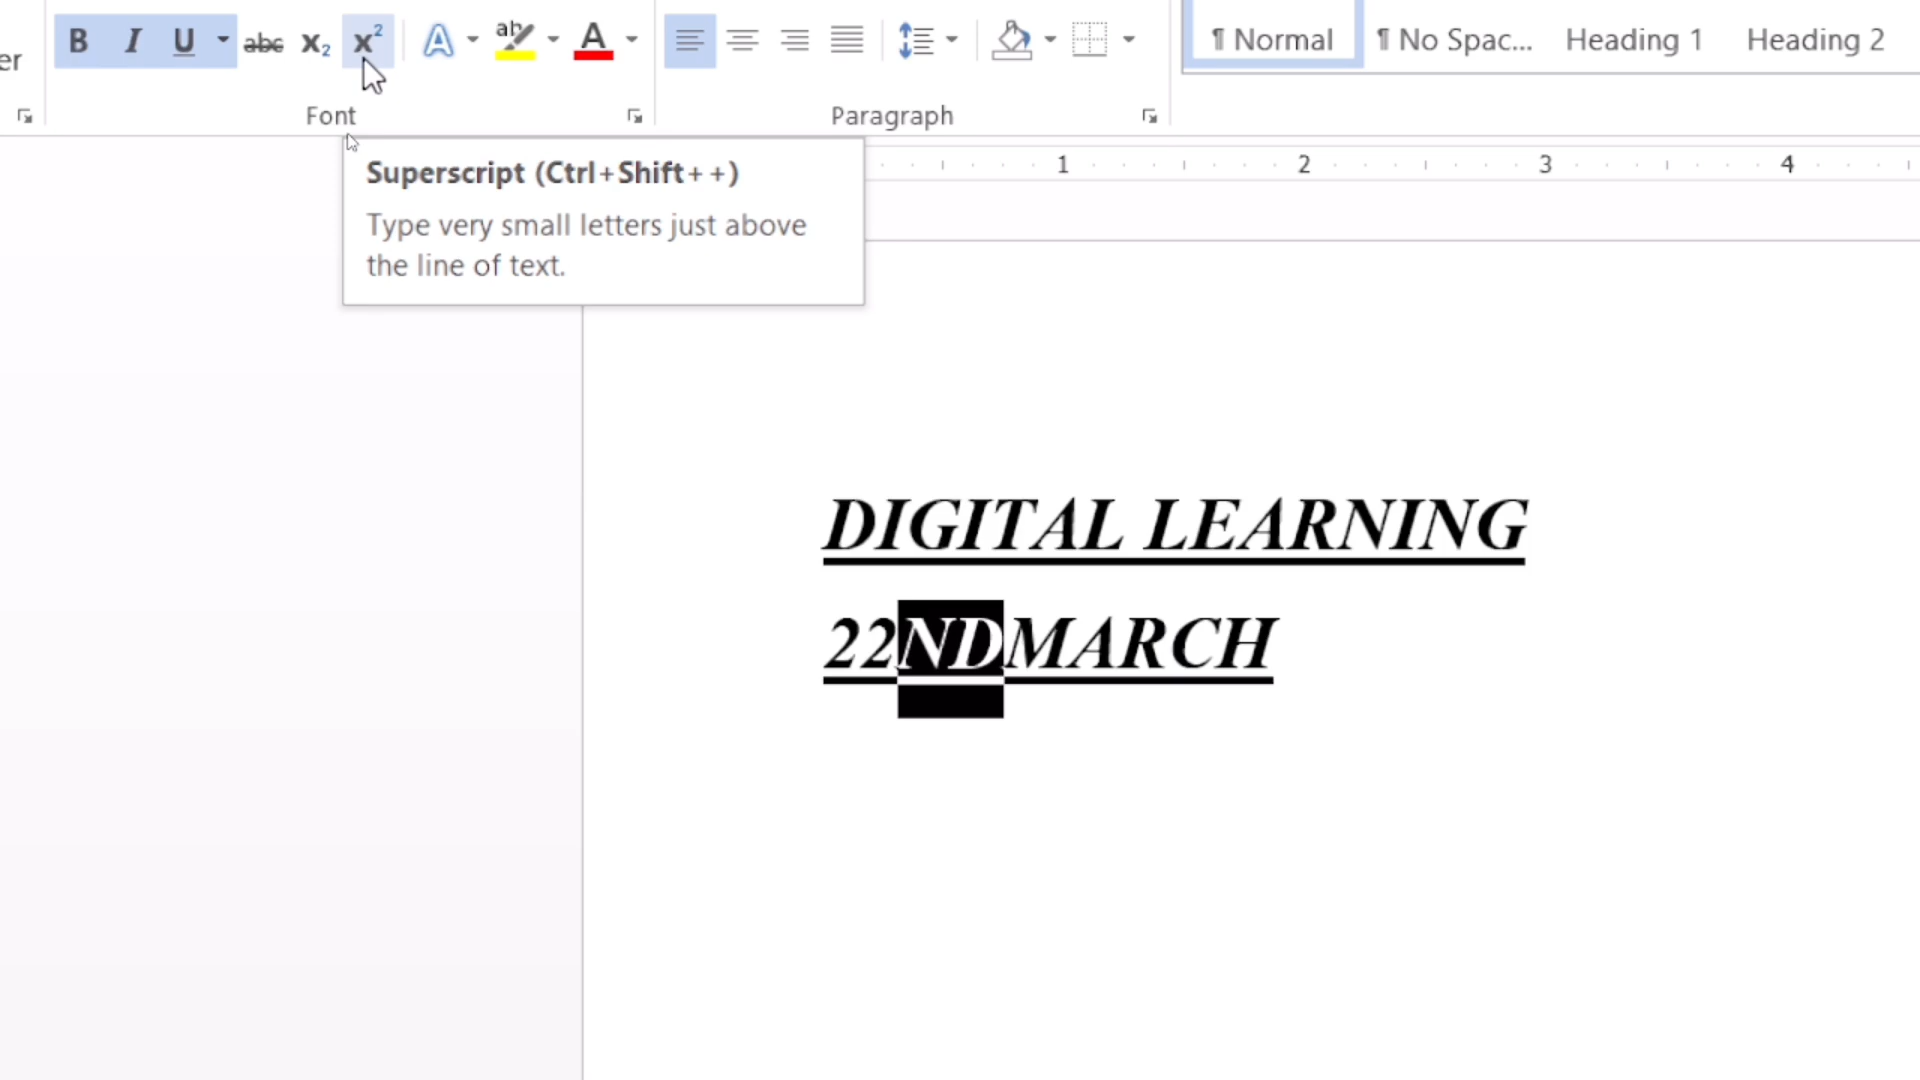 er
B I U abc X₂ X² A ab A
¶ Normal ¶ No Spac... Heading 1 Heading 2
Font Paragraph
Superscript (Ctrl+Shift++)
Type very small letters just above
the line of text.
1 2 3 4
DIGITAL LEARNING
22NDMARCH